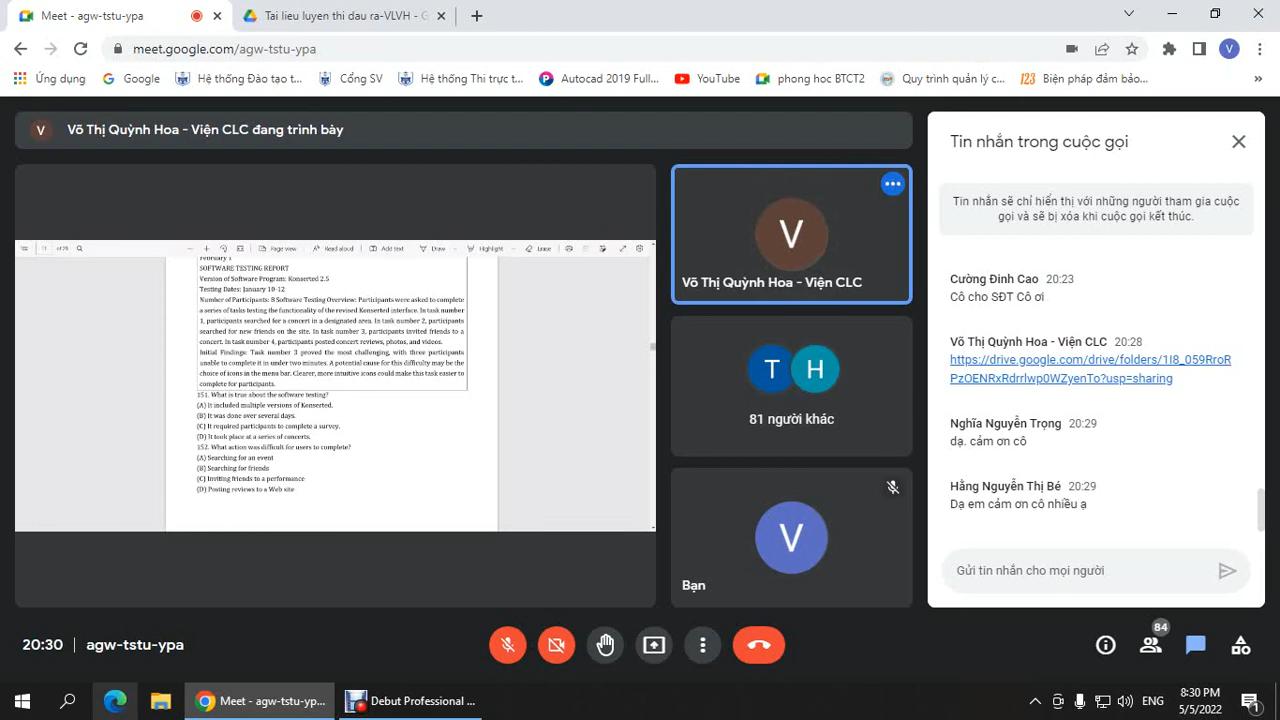 Meet - agw-tstu-ypa
Tai lieu luyen thi dau ra-VLVH - G
meet.google.com/agw-tstu-ypa
Ứng dụng
Google
Hệ thống Đào tạo t...
Cổng SV
Hệ thống Thi trực t...
Autocad 2019 Full...
YouTube
phong hoc BTCT2
Quy trình quản lý c...
123
Biện pháp đảm bảo...
V
Võ Thị Quỳnh Hoa - Viện CLC đang trình bày
11 of 28
Page view
Read aloud
Add text
Draw
Highlight
Erase
February 1
SOFTWARE TESTING REPORT
Version of Software Program: Konserted 2.5
Testing Dates: January 10-12
Number of Participants: 8 Software Testing Overview: Participants were asked to complete
a series of tasks testing the functionality of the revised Konserted interface. In task number
1, participants searched for a concert in a designated area. In task number 2, participants
searched for new friends on the site. In task number 3, participants invited friends to a
concert. In task number 4, participants posted concert reviews, photos, and videos.
Initial Findings: Task number 3 proved the most challenging, with three participants
unable to complete it in under two minutes. A potential cause for this difficulty may be the
choice of icons in the menu bar. Clearer, more intuitive icons could make this task easier to
complete for participants.
151. What is true about the software testing?
(A) It included multiple versions of Konserted.
(B) It was done over several days.
(C) It required participants to complete a survey.
(D) It took place at a series of concerts.
152. What action was difficult for users to complete?
(A) Searching for an event
(B) Searching for friends
(C) Inviting friends to a performance
(D) Posting reviews to a Web site
V
Võ Thị Quỳnh Hoa - Viện CLC
T H
81 người khác
V
Bạn
Tin nhắn trong cuộc gọi
Tin nhắn sẽ chỉ hiển thị với những người tham gia cuộc
gọi và sẽ bị xóa khi cuộc gọi kết thúc.
Cường Đinh Cao 20:23
Cô cho SĐT Cô ơi
Võ Thị Quỳnh Hoa - Viện CLC 20:28
https://drive.google.com/drive/folders/1I8_059RroR
PzOENRxRdrrlwp0WZyenTo?usp=sharing
Nghĩa Nguyễn Trọng 20:29
dạ. cảm ơn cô
Hằng Nguyễn Thị Bé 20:29
Dạ em cảm ơn cô nhiều ạ
Gửi tin nhắn cho mọi người
20:30 agw-tstu-ypa
84
Meet - agw-tstu-yp...
Debut Professional ...
ENG
8:30 PM
5/5/2022
1